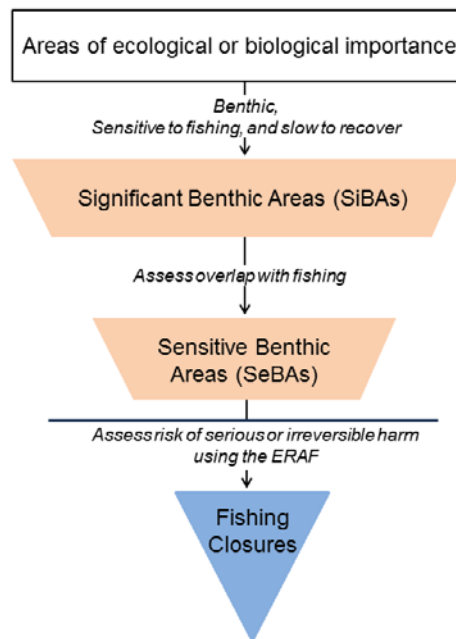 Areas of ecological or biological importance
Benthic,
Sensitive to fishing, and slow to recover
Significant Benthic Areas (SiBAs)
Assess overlap with fishing
Sensitive Benthic
Areas (SeBAs)
Assess risk of serious or irreversible harm
using the ERAF
Fishing
Closures